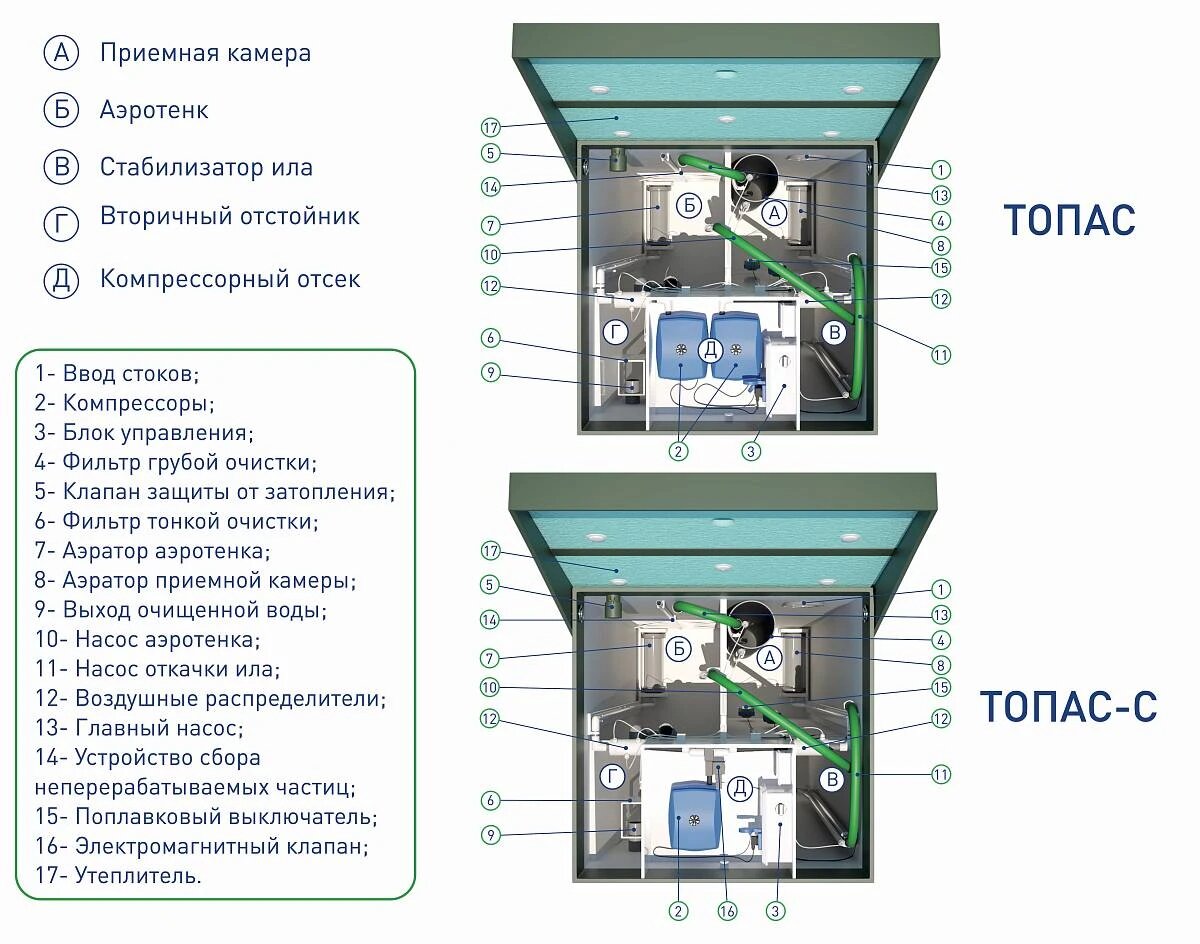 А Приемная камера
Б Аэротенк
В Стабилизатор ила
Г Вторичный отстойник
Д Компрессорный отсек
1- Ввод стоков;
2- Компрессоры;
3- Блок управления;
4- Фильтр грубой очистки;
5- Клапан защиты от затопления;
6- Фильтр тонкой очистки;
7- Аэратор аэротенка;
8- Аэратор приемной камеры;
9- Выход очищенной воды;
10- Насос аэротенка;
11- Насос откачки ила;
12- Воздушные распределители;
13- Главный насос;
14- Устройство сбора
неперерабатываемых частиц;
15- Поплавковый выключатель;
16- Электромагнитный клапан;
17- Утеплитель.
ТОПАС
17
5
14
7
10
12
6
9
1
13
4
8
15
12
11
2
3
Б
А
Г
Д
В
ТОПАС-С
17
5
14
7
10
12
6
9
1
13
4
8
15
12
11
2
16
3
Б
А
Г
Д
В